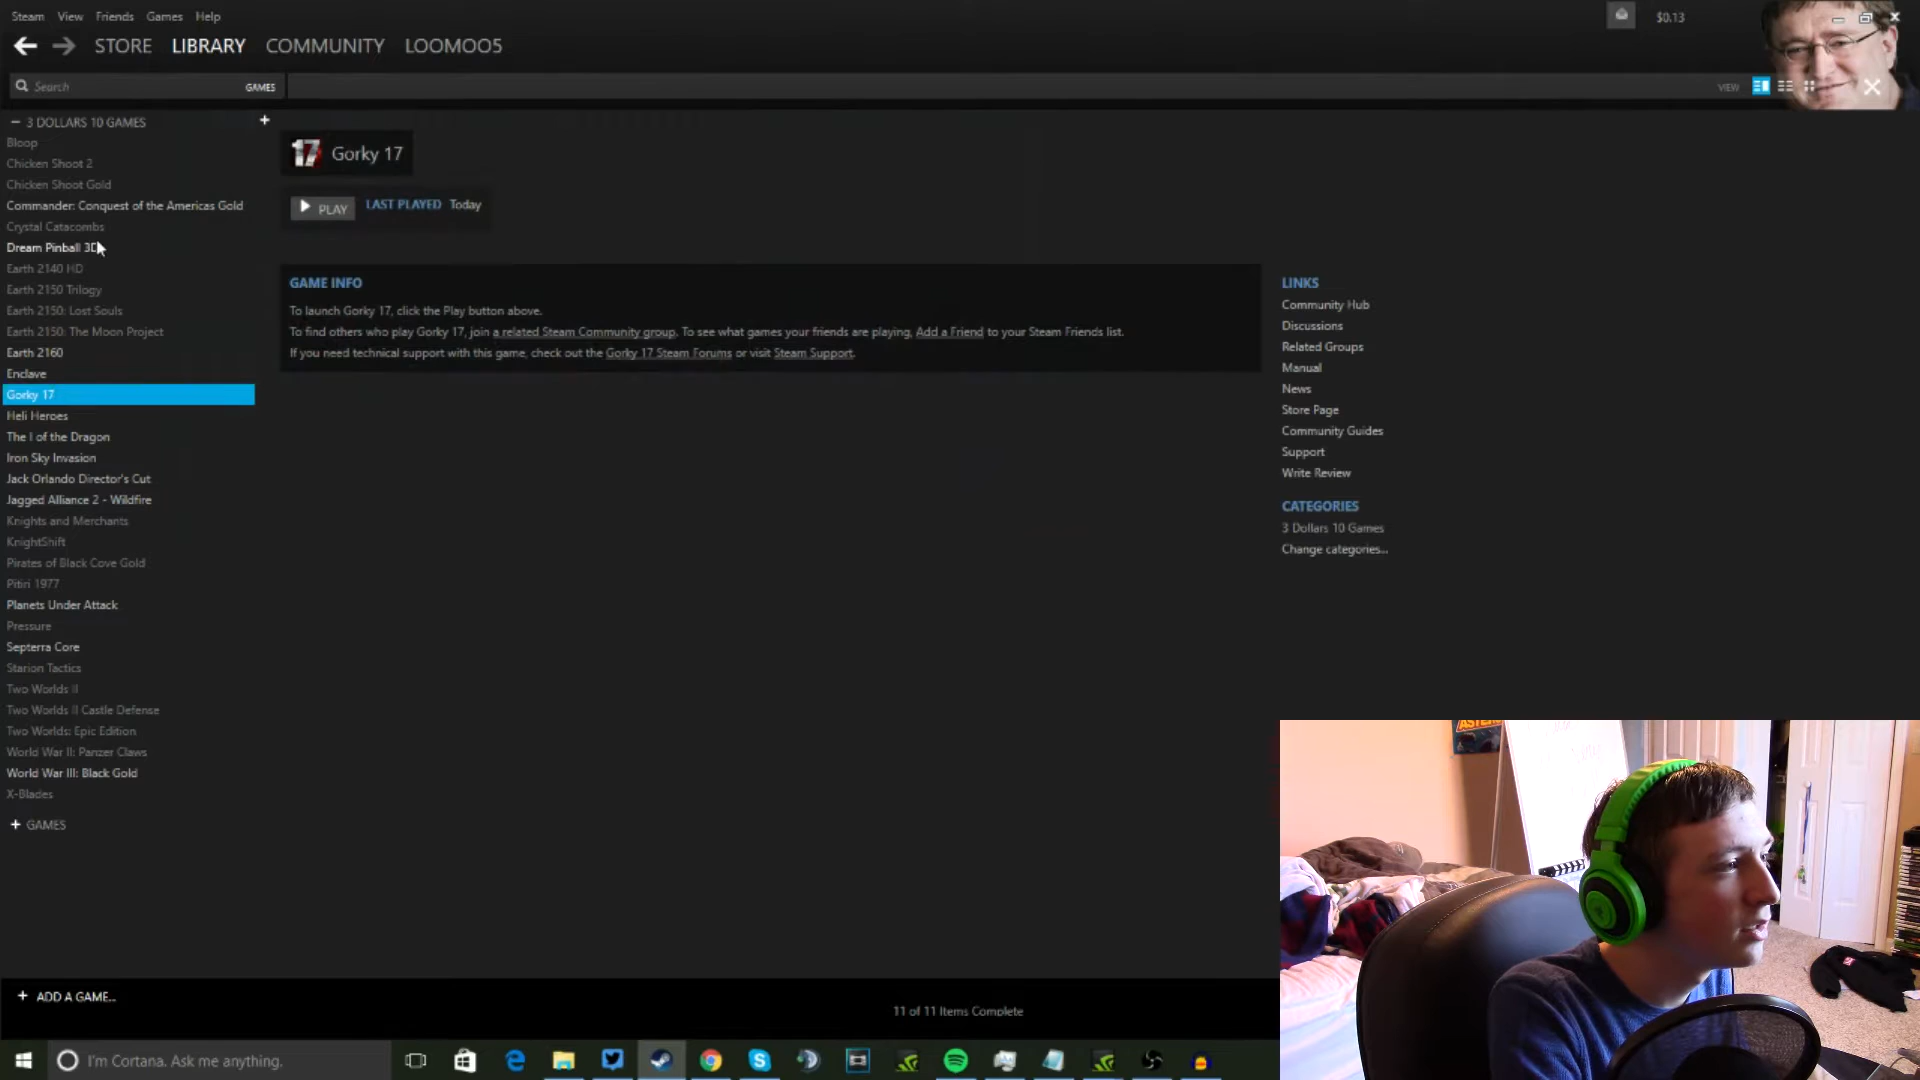 Steam View Friends Games Help
$0.13
STORE LIBRARY COMMUNITY LOOMOO5
Search GAMES
VIEW
3 DOLLARS 10 GAMES
Bloop
Chicken Shoot 2
Chicken Shoot Gold
Commander: Conquest of the Americas Gold
Crystal Catacombs
Dream Pinball 3D
Earth 2140 HD
Earth 2150 Trilogy
Earth 2150: Lost Souls
Earth 2150: The Moon Project
Earth 2160
Enclave
Gorky 17
Heli Heroes
The I of the Dragon
Iron Sky Invasion
Jack Orlando Director's Cut
Jagged Alliance 2 - Wildfire
Knights and Merchants
KnightShift
Pirates of Black Cove Gold
Pitiri 1977
Planets Under Attack
Pressure
Septerra Core
Starion Tactics
Two Worlds II
Two Worlds II Castle Defense
Two Worlds: Epic Edition
World War II: Panzer Claws
World War III: Black Gold
X-Blades
GAMES
17 Gorky 17
PLAY LAST PLAYED Today
GAME INFO
To launch Gorky 17, click the Play button above.
To find others who play Gorky 17, join a related Steam Community group. To see what games your friends are playing, Add a Friend to your Steam Friends list.
If you need technical support with this game, check out the Gorky 17 Steam Forums or visit Steam Support.
LINKS
Community Hub
Discussions
Related Groups
Manual
News
Store Page
Community Guides
Support
Write Review
CATEGORIES
3 Dollars 10 Games
Change categories...
ADD A GAME...
11 of 11 Items Complete
I'm Cortana. Ask me anything.